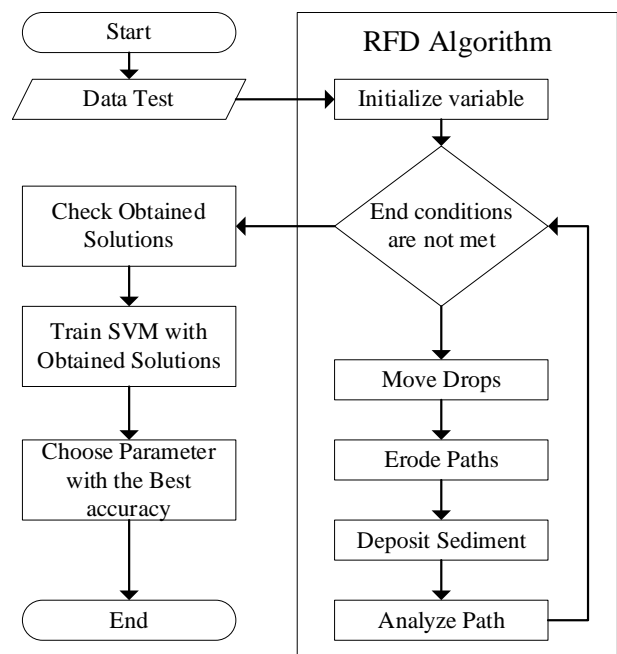 Start
Data Test
RFD Algorithm
Initialize variable
End conditions
are not met
Check Obtained
Solutions
Train SVM with
Obtained Solutions
Choose Parameter
with the Best
accuracy
End
Move Drops
Erode Paths
Deposit Sediment
Analyze Path